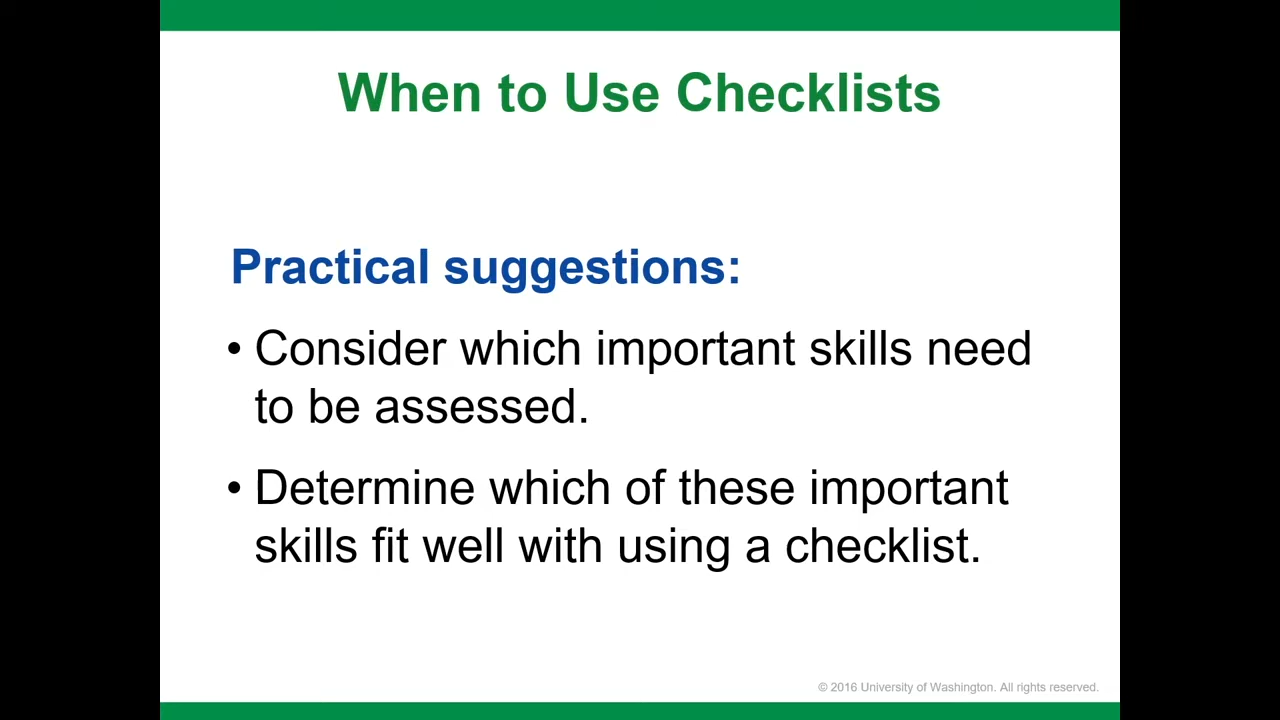 When to Use Checklists
Practical suggestions:
• Consider which important skills need
to be assessed.
• Determine which of these important
skills fit well with using a checklist.
© 2016 University of Washington. All rights reserved.